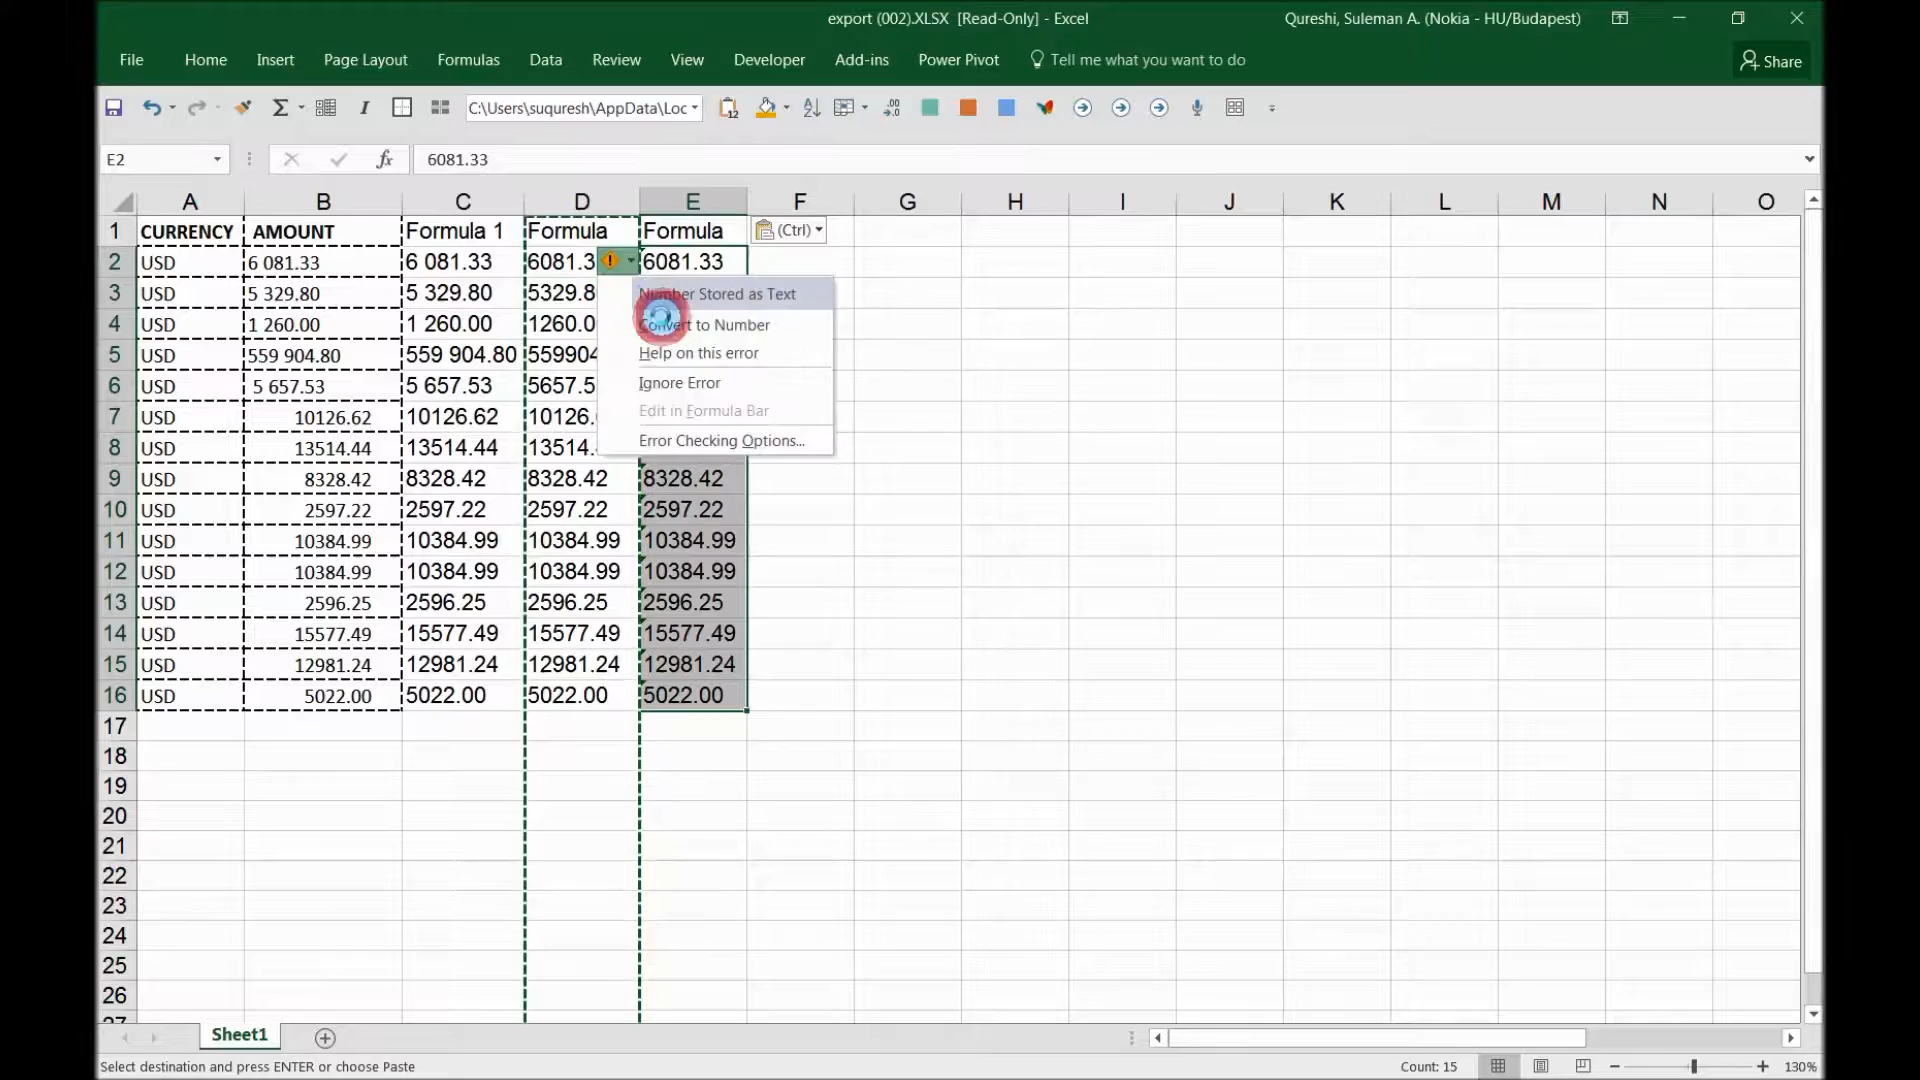 export (002).XLSX [Read-Only] - Excel
Qureshi, Suleman A. (Nokia - HU/Budapest)
File Home Insert Page Layout Formulas Data Review View Developer Add-ins Power Pivot Tell me what you want to do Share
C:\Users\suquresh\AppData\Loc
E2 fx 6081.33
A B C D E F G H I J K L M N O
1 CURRENCY AMOUNT Formula 1 Formula Formula (Ctrl)
2 USD 6 081.33 6 081.33 6081.3 6081.33
3 USD 5 329.80 5 329.80 5329.8
Number Stored as Text
4 USD 1 260.00 1 260.00 1260.0
Convert to Number
5 USD 559 904.80 559 904.80 559904
Help on this error
6 USD 5 657.53 5 657.53 5657.5
Ignore Error
7 USD 10126.62 10126.62 10126.
Edit in Formula Bar
8 USD 13514.44 13514.44 13514.
Error Checking Options...
9 USD 8328.42 8328.42 8328.42 8328.42
10 USD 2597.22 2597.22 2597.22 2597.22
11 USD 10384.99 10384.99 10384.99 10384.99
12 USD 10384.99 10384.99 10384.99 10384.99
13 USD 2596.25 2596.25 2596.25 2596.25
14 USD 15577.49 15577.49 15577.49 15577.49
15 USD 12981.24 12981.24 12981.24 12981.24
16 USD 5022.00 5022.00 5022.00 5022.00
17
18
19
20
21
22
23
24
25
26
27
Sheet1
Select destination and press ENTER or choose Paste
Count: 15
130%